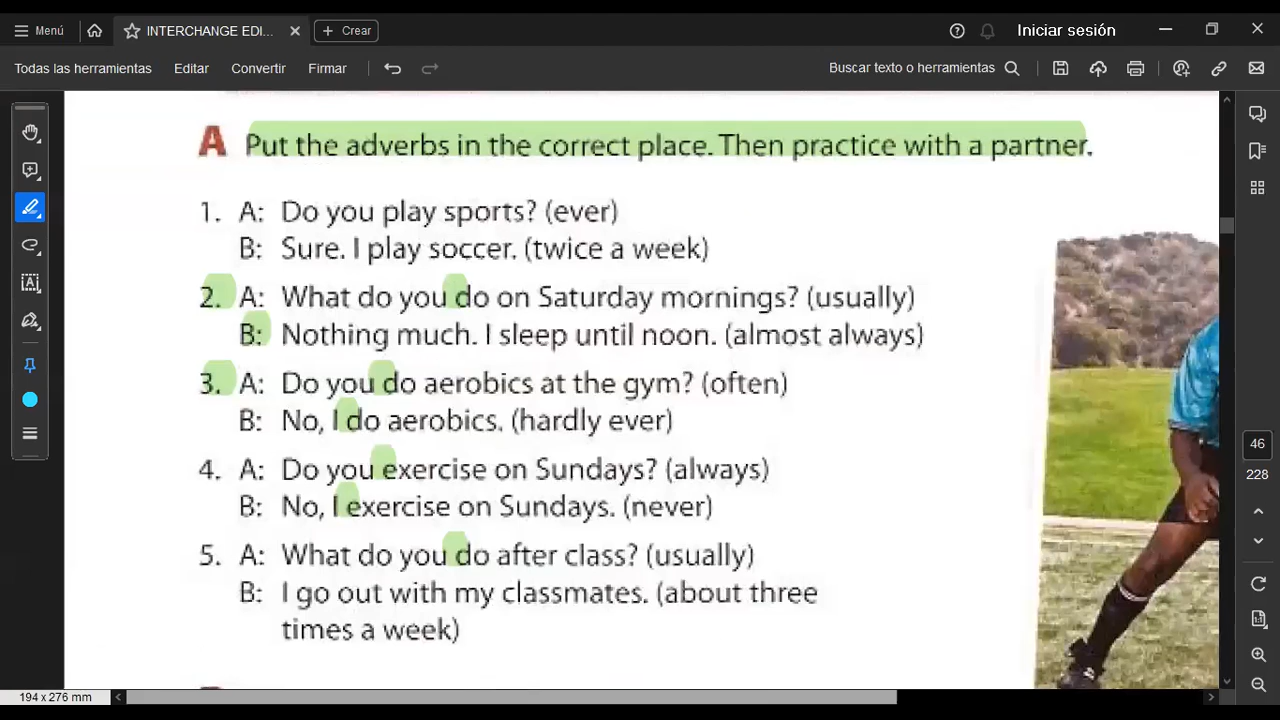 Menú
INTERCHANGE EDI...
Crear
Iniciar sesión
Todas las herramientas
Editar
Convertir
Firmar
Buscar texto o herramientas
A Put the adverbs in the correct place. Then practice with a partner.
1. A: Do you play sports? (ever)
B: Sure. I play soccer. (twice a week)
2. A: What do you do on Saturday mornings? (usually)
B: Nothing much. I sleep until noon. (almost always)
3. A: Do you do aerobics at the gym? (often)
B: No, I do aerobics. (hardly ever)
4. A: Do you exercise on Sundays? (always)
B: No, I exercise on Sundays. (never)
5. A: What do you do after class? (usually)
B: I go out with my classmates. (about three
times a week)
46
228
194 x 276 mm